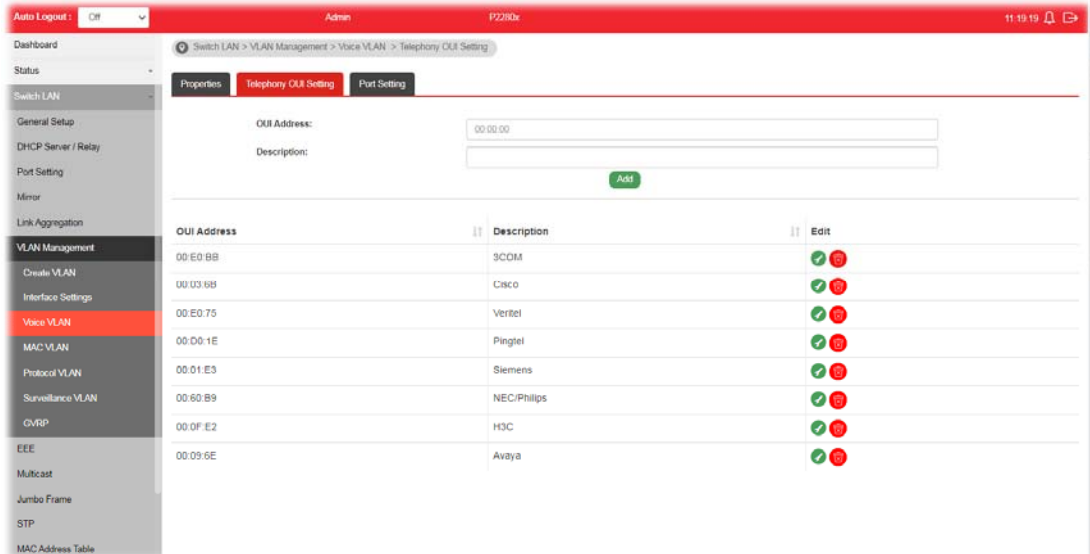 Auto Logout : Off Admin P2280x 11:19:19
Dashboard
Status
Switch LAN
General Setup
DHCP Server / Relay
Port Setting
Mirror
Link Aggregation
VLAN Management
Create VLAN
Interface Settings
Voice VLAN
MAC VLAN
Protocol VLAN
Surveillance VLAN
GVRP
EEE
Multicast
Jumbo Frame
STP
MAC Address Table
Switch LAN > VLAN Management > Voice VLAN > Telephony OUI Setting
Properties Telephony OUI Setting Port Setting
OUI Address: 00:00:00
Description:
Add
OUI Address Description Edit
00:E0:BB 3COM
00:03:6B Cisco
00:E0:75 Veritel
00:D0:1E Pingtel
00:01:E3 Siemens
00:60:B9 NEC/Philips
00:0F:E2 H3C
00:09:6E Avaya